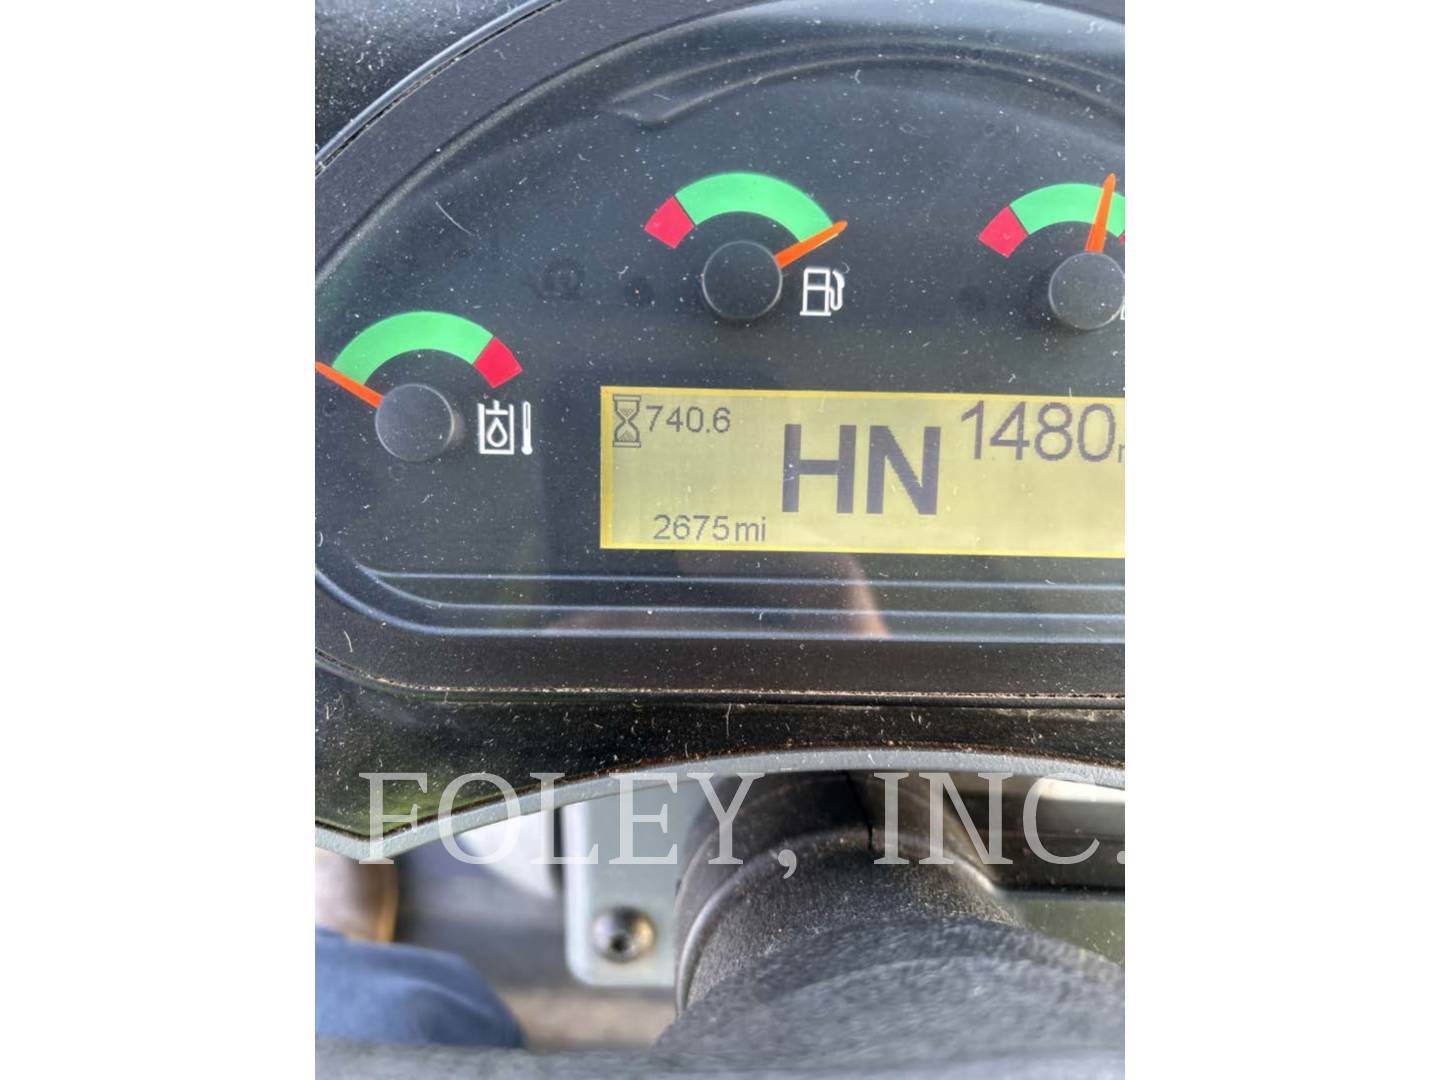 740.6
HN
1480
2675mi
FOLEY, INC.